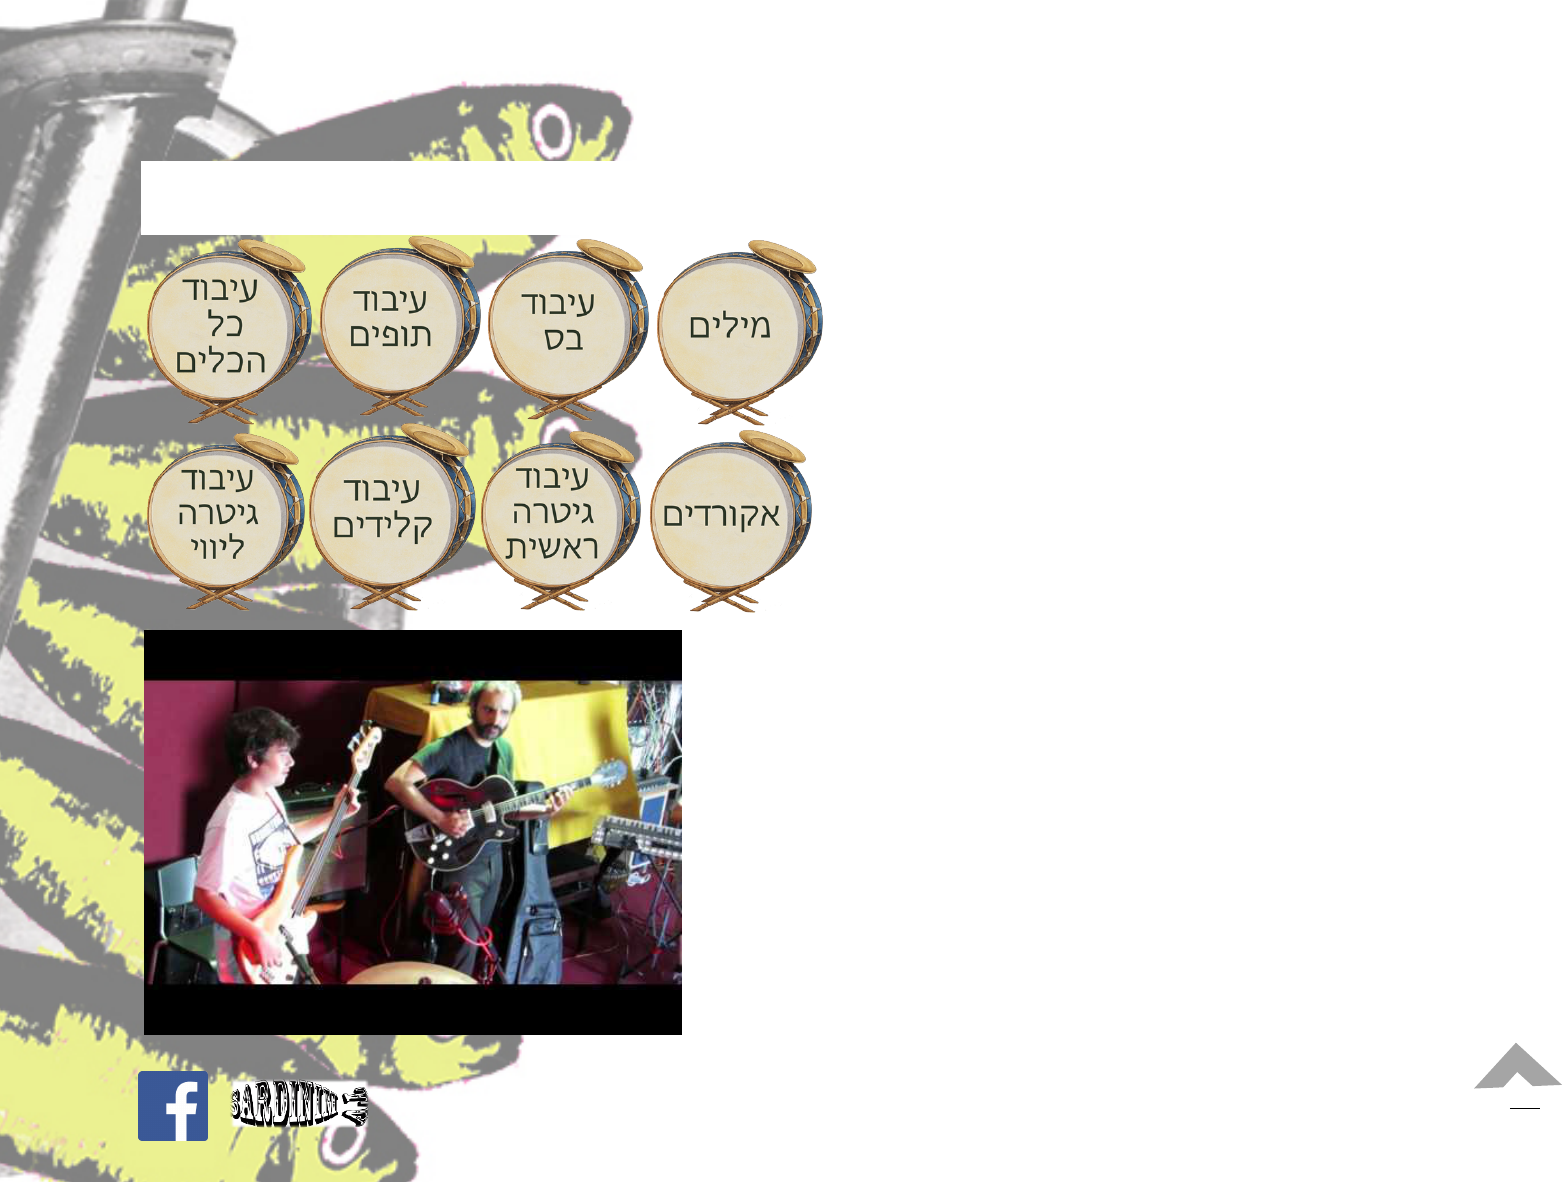 מילים
עיבוד
בס
עיבוד
תופים
עיבוד
כל
הכלים
אקורדים
עיבוד
גיטרה
ראשית
עיבוד
קלידים
עיבוד
גיטרה
ליווי
f
SARDINIM